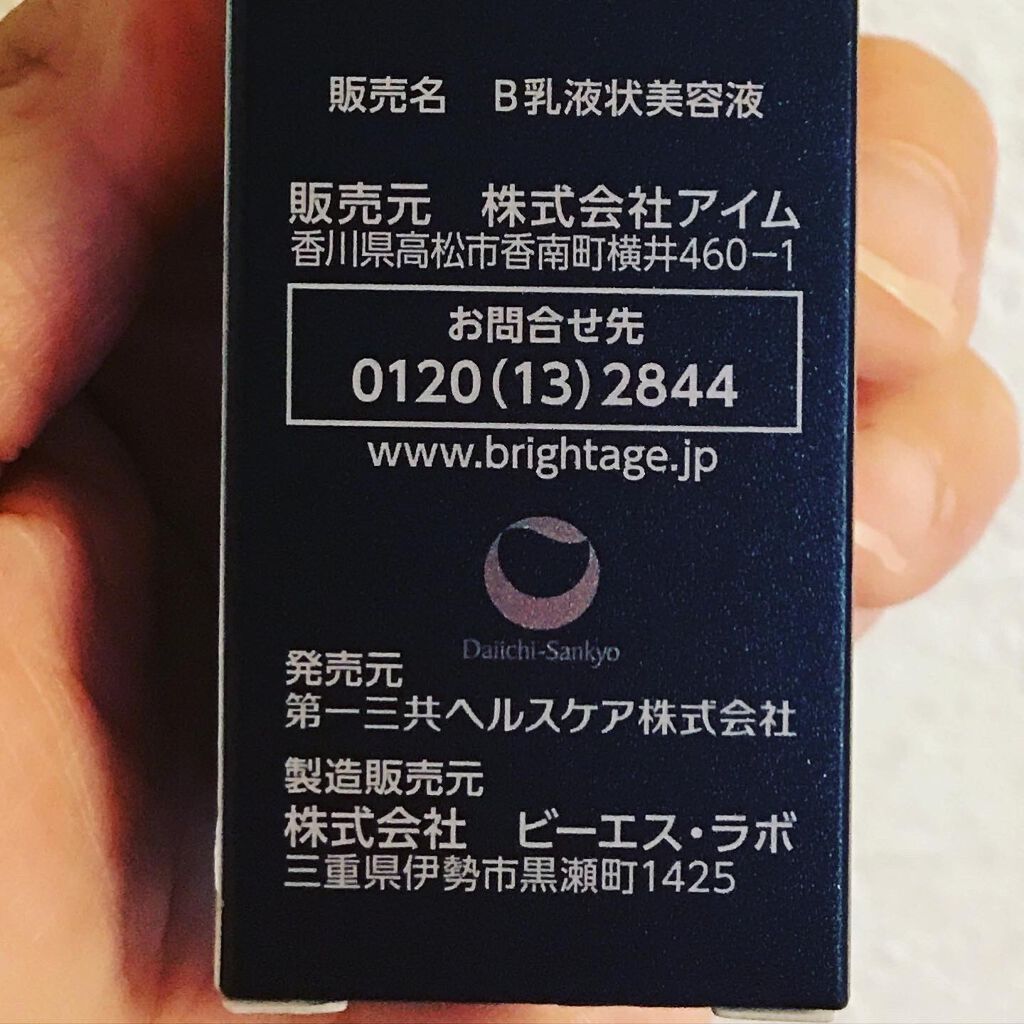 販売名　B乳液状美容液
販売元　株式会社アイム
香川県高松市香南町横井460-1
お問合せ先
0120(13)2844
www.brightage.jp
Daiichi-Sankyo
発売元
第一三共ヘルスケア株式会社
製造販売元
株式会社　ビーエス・ラボ
三重県伊勢市黒瀬町1425